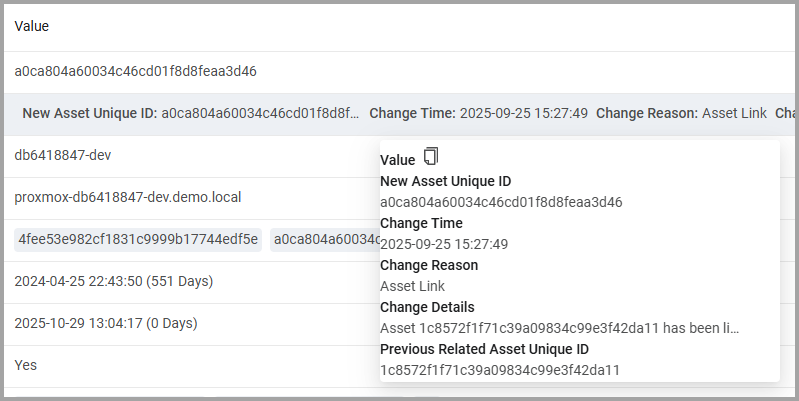 Value
a0ca804a60034c46cd01f8d8feaa3d46
New Asset Unique ID: a0ca804a60034c46cd01f8d8f... Change Time: 2025-09-25 15:27:49 Change Reason: Asset Link Cha
db6418847-dev
proxmox-db6418847-dev.demo.local
4fee53e982cf1831c9999b17744edf5e a0ca804a60034c
2024-04-25 22:43:50 (551 Days)
2025-10-29 13:04:17 (0 Days)
Yes
Value
New Asset Unique ID
a0ca804a60034c46cd01f8d8feaa3d46
Change Time
2025-09-25 15:27:49
Change Reason
Asset Link
Change Details
Asset 1c8572f1f71c39a09834c99e3f42da11 has been li...
Previous Related Asset Unique ID
1c8572f1f71c39a09834c99e3f42da11